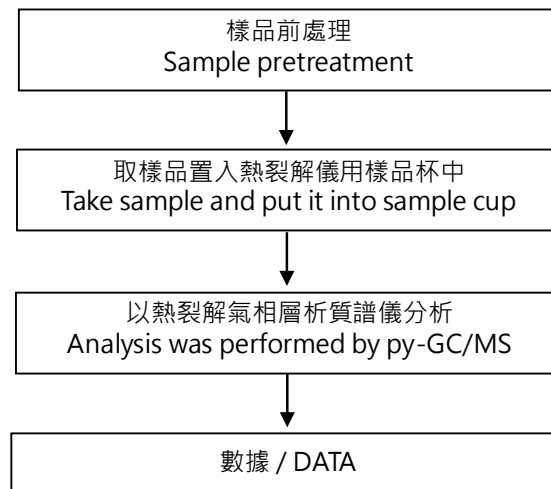 樣品前處理
Sample pretreatment
取樣品置入熱裂解儀用樣品杯中
Take sample and put it into sample cup
以熱裂解氣相層析質譜儀分析
Analysis was performed by py-GC/MS
數據 / DATA